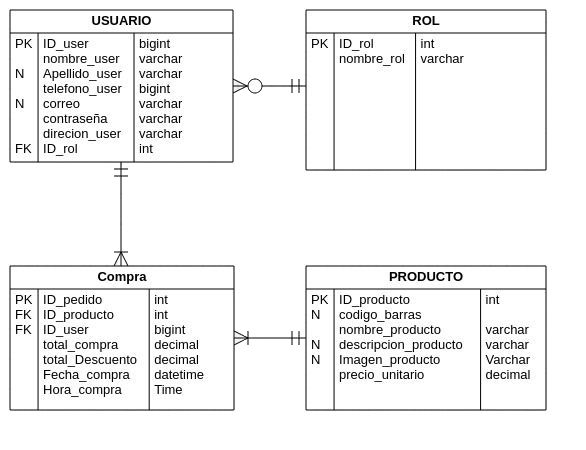 USUARIO
PK ID_user bigint
nombre_user varchar
N Apellido_user varchar
telefono_user bigint
N correo varchar
contraseña varchar
direcion_user varchar
FK ID_rol int
ROL
PK ID_rol int
nombre_rol varchar
Compra
PK ID_pedido int
FK ID_producto int
FK ID_user bigint
total_compra decimal
total_Descuento decimal
Fecha_compra datetime
Hora_compra Time
PRODUCTO
PK ID_producto int
N codigo_barras
nombre_producto varchar
N descripcion_producto varchar
N Imagen_producto Varchar
precio_unitario decimal